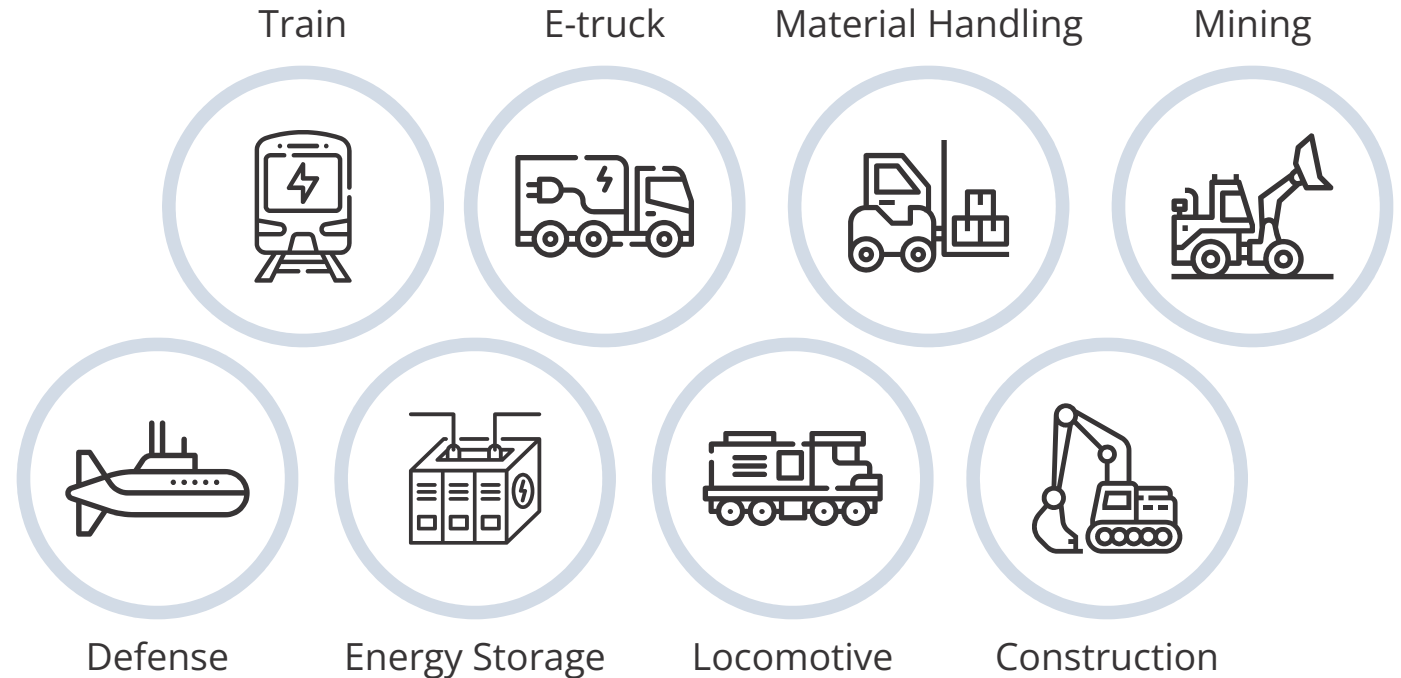 Train
E-truck
Material Handling
Mining
Defense
Energy Storage
Locomotive
Construction